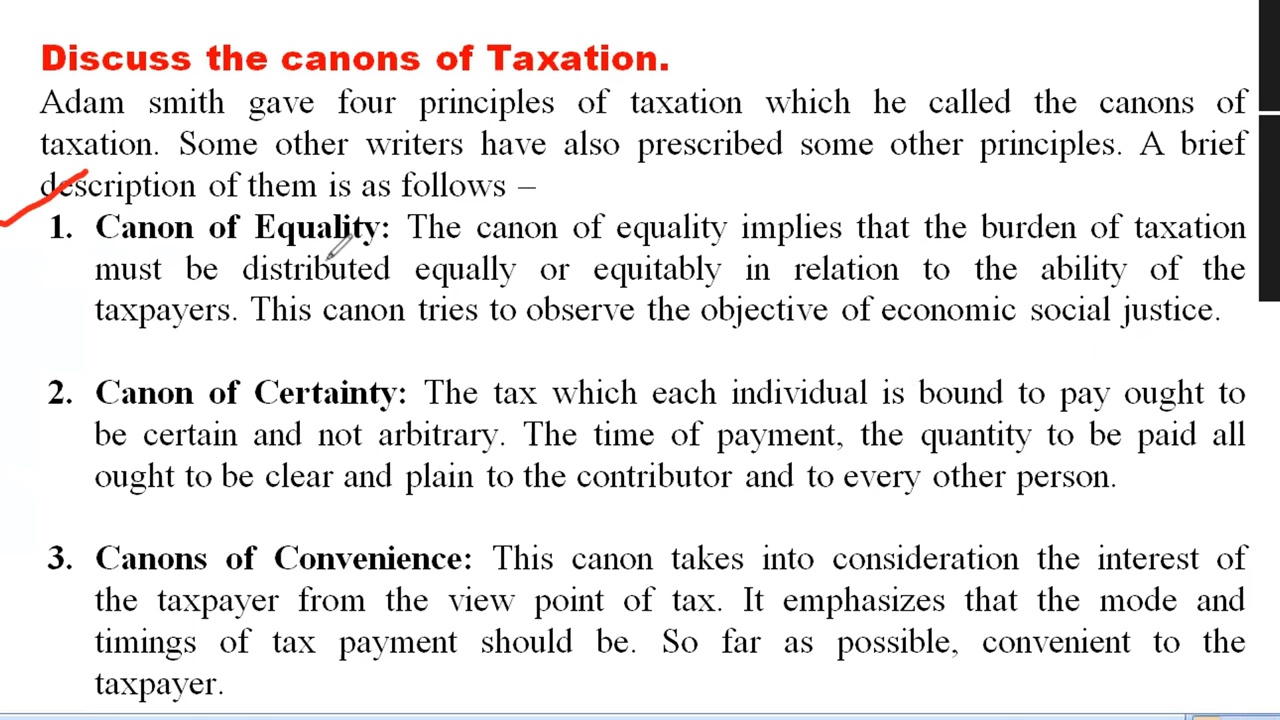 Discuss the canons of Taxation.
Adam smith gave four principles of taxation which he called the canons of
taxation. Some other writers have also prescribed some other principles. A brief
description of them is as follows –
1. Canon of Equality: The canon of equality implies that the burden of taxation
must be distributed equally or equitably in relation to the ability of the
taxpayers. This canon tries to observe the objective of economic social justice.
2. Canon of Certainty: The tax which each individual is bound to pay ought to
be certain and not arbitrary. The time of payment, the quantity to be paid all
ought to be clear and plain to the contributor and to every other person.
3. Canons of Convenience: This canon takes into consideration the interest of
the taxpayer from the view point of tax. It emphasizes that the mode and
timings of tax payment should be. So far as possible, convenient to the
taxpayer.